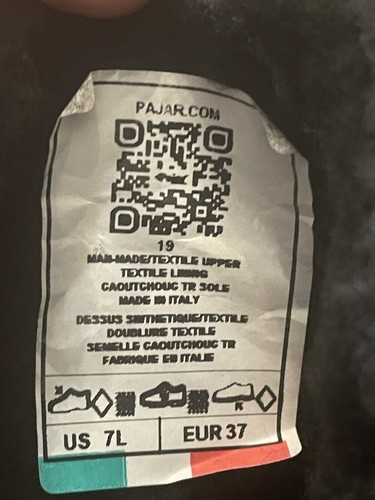 PAJAR.COM
19
MAN-MADE/TEXTILE UPPER
TEXTILE LINING
CAOUTCHOUC TR SOLE
MADE IN ITALY
DESSUS SINTHETIQUE/TEXTILE
DOUBLURE TEXTILE
SEMELLE CAOUTCHOUC TR
FABRIQUE EN ITALIE
US 7L EUR 37